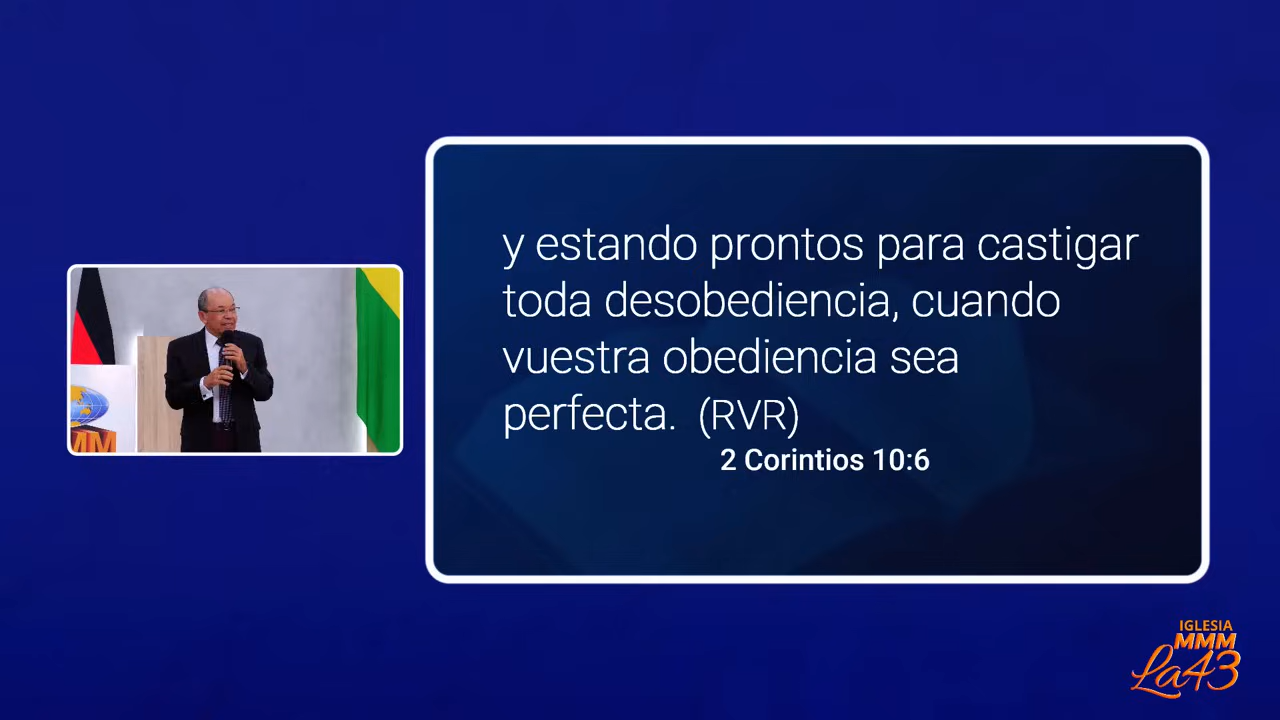 y estando prontos para castigar
toda desobediencia, cuando
vuestra obediencia sea
perfecta. (RVR)
2 Corintios 10:6
MM
IGLESIA
MMM
La43